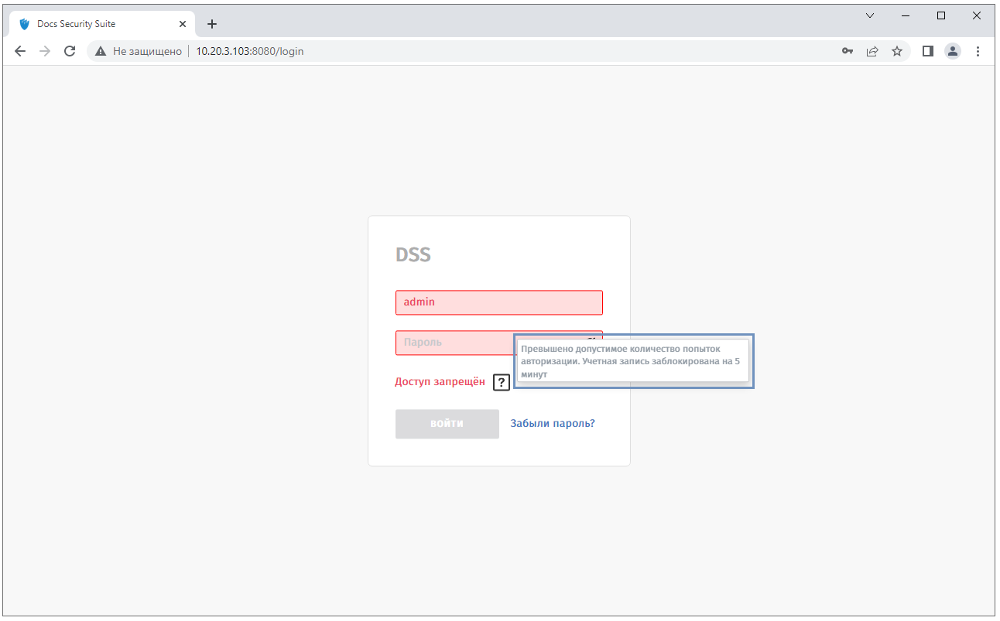 Docs Security Suite
Не защищено
10.20.3.103:8080/login
DSS
admin
Пароль
Превышено допустимое количество попыток
авторизации. Учетная запись заблокирована на 5
минут
Доступ запрещён ?
ВОЙТИ Забыли пароль?